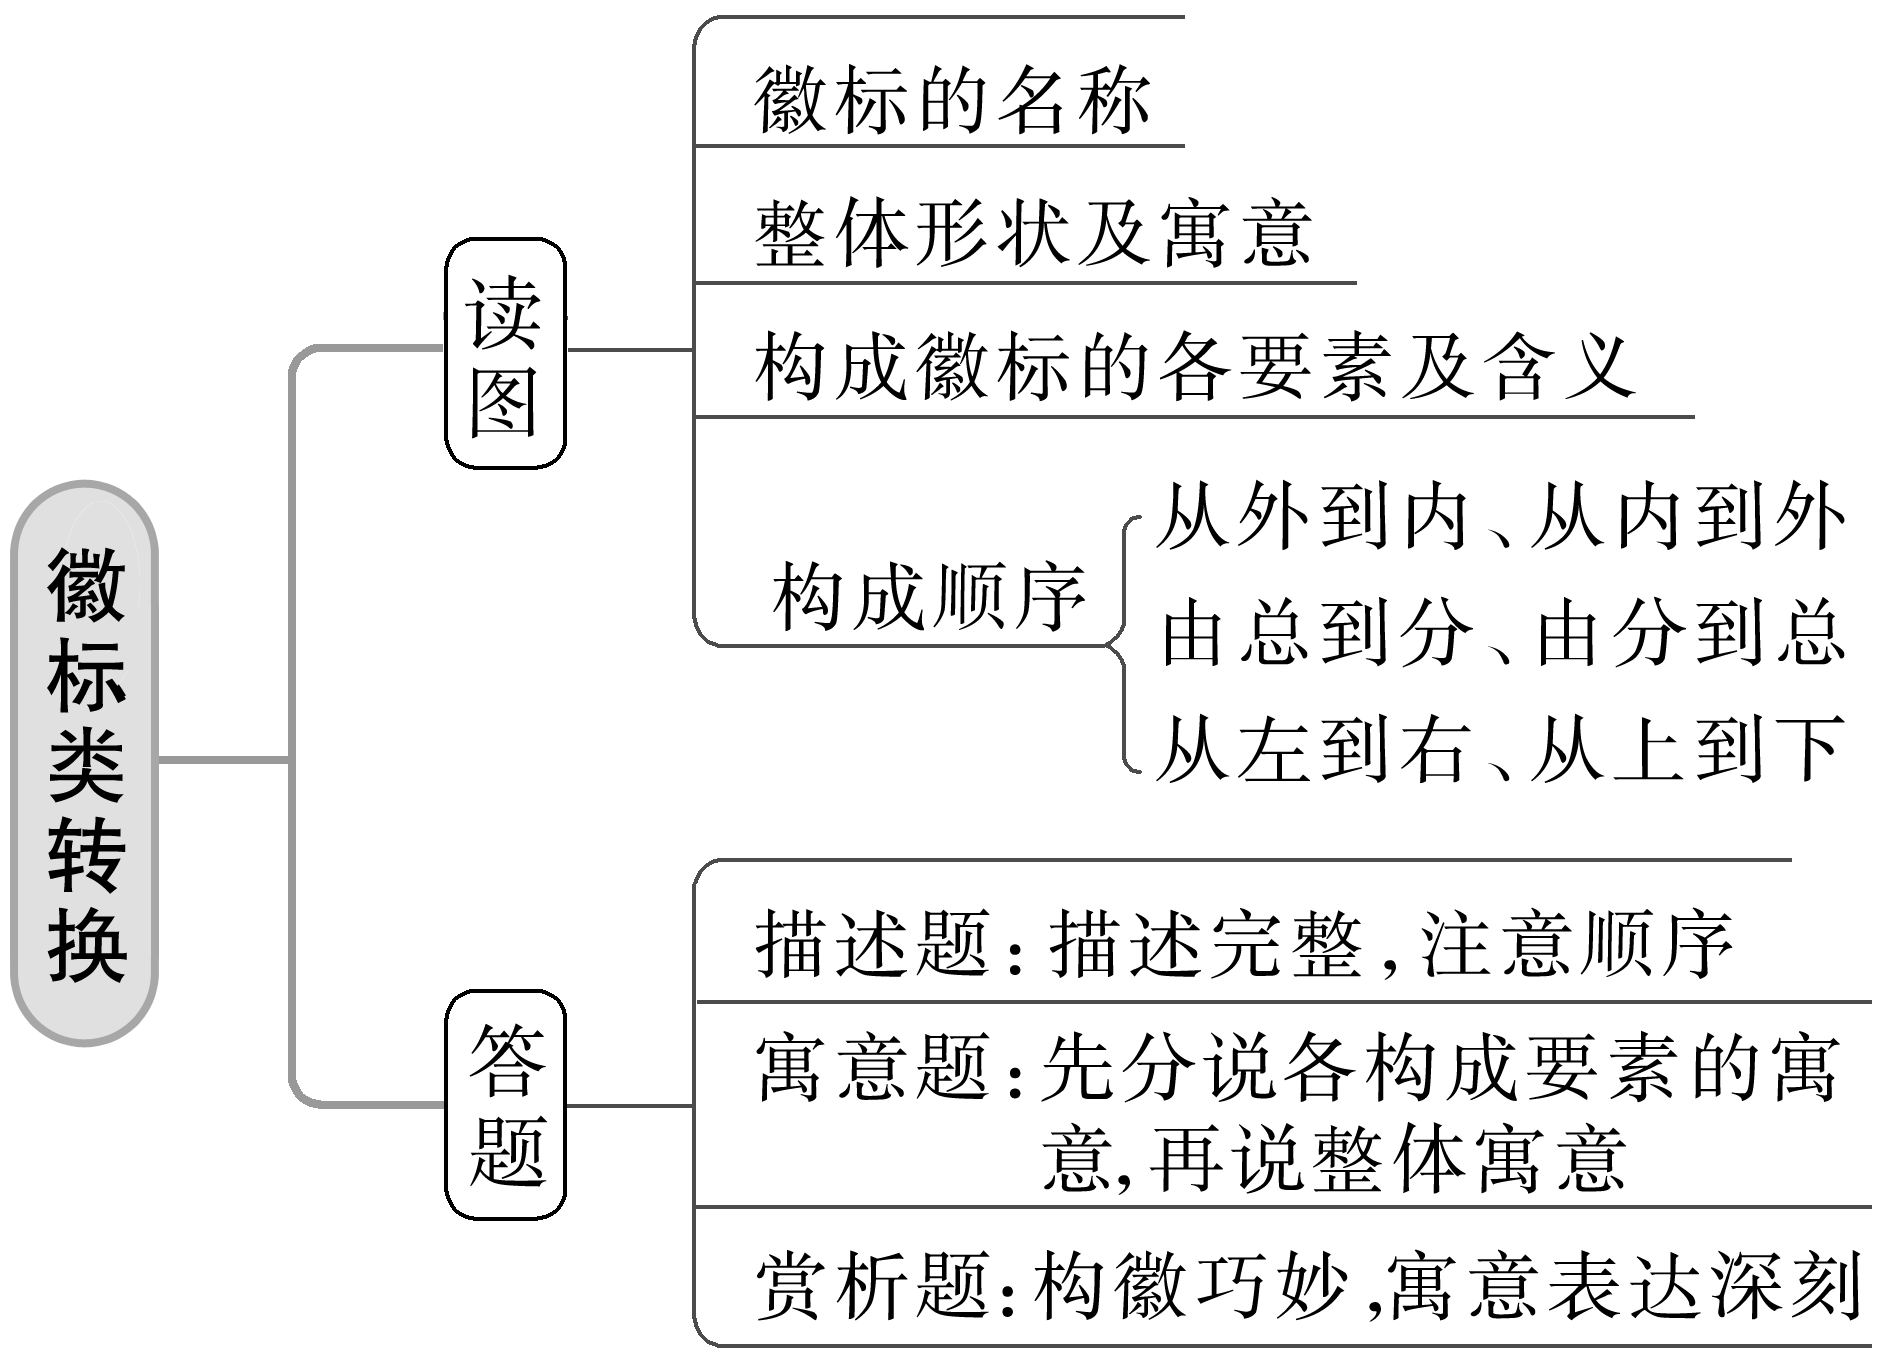 徽标类转换
读图
徽标的名称
整体形状及寓意
构成徽标的各要素及含义
构成顺序
从外到内、从内到外
由总到分、由分到总
从左到右、从上到下
答题
描述题:描述完整,注意顺序
寓意题:先分说各构成要素的寓
意,再说整体寓意
赏析题:构徽巧妙,寓意表达深刻